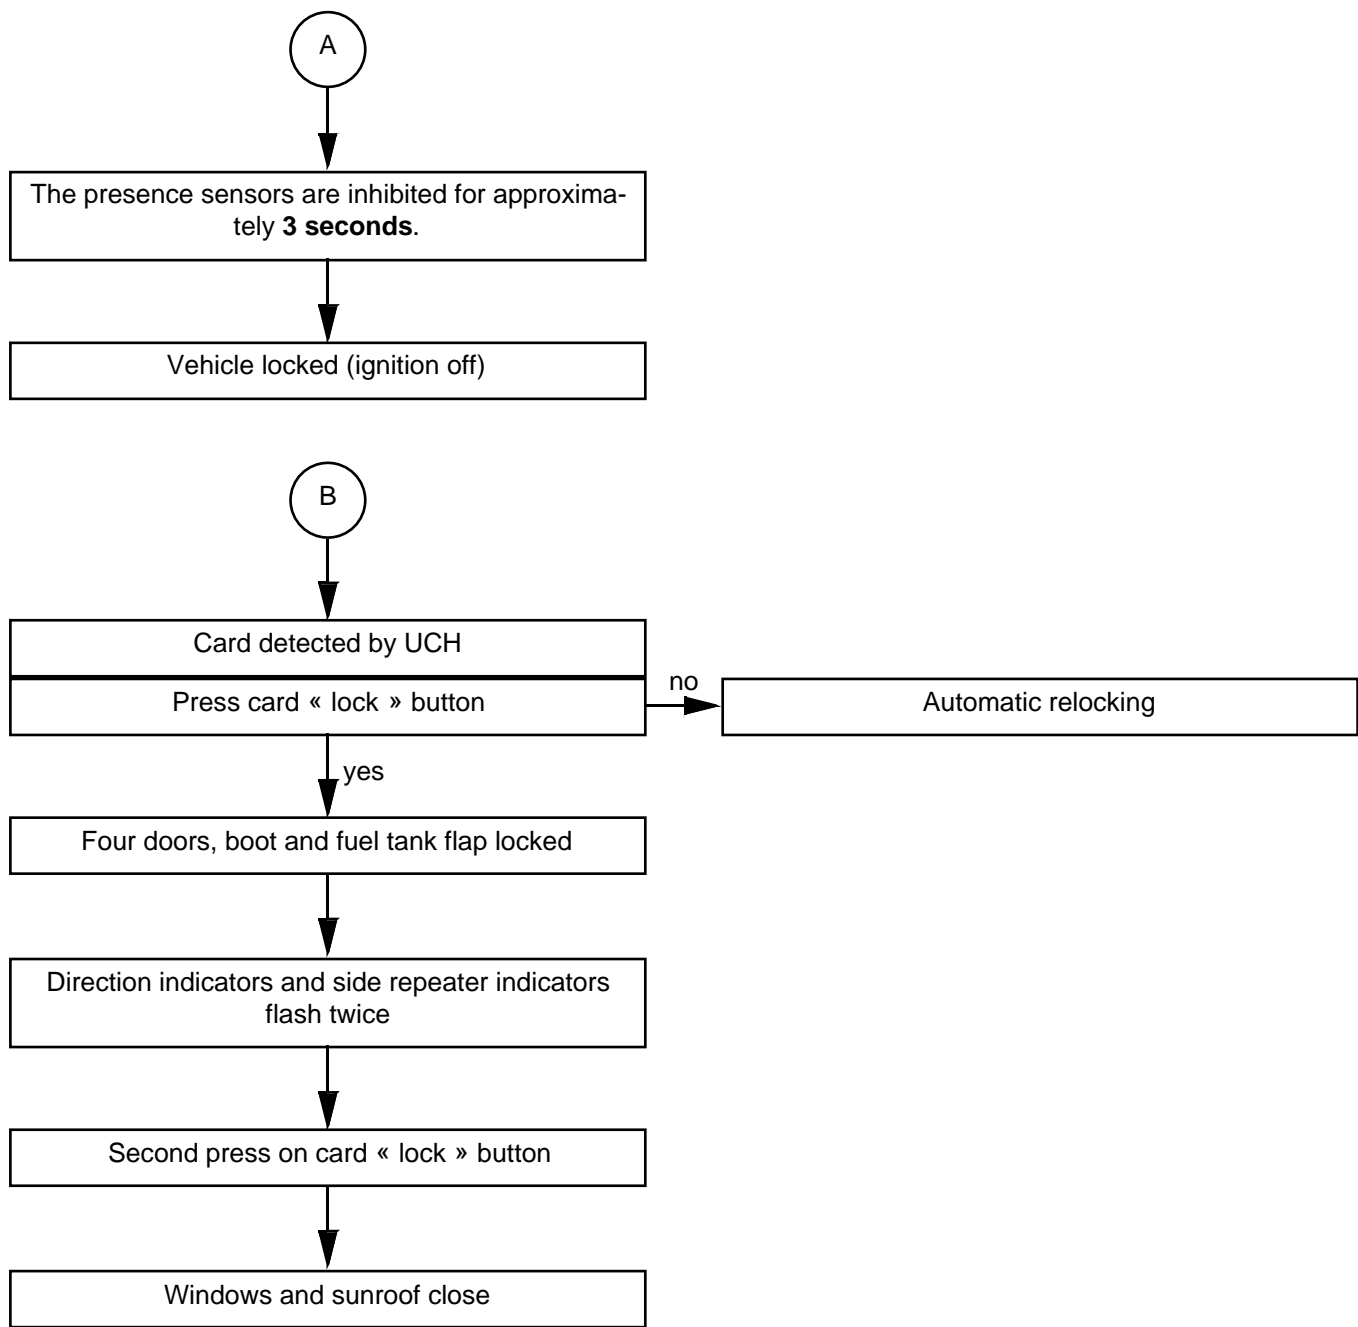 A
The presence sensors are inhibited for approxima-
tely 3 seconds.
Vehicle locked (ignition off)
B
Card detected by UCH
Press card « lock » button
no
Automatic relocking
yes
Four doors, boot and fuel tank flap locked
Direction indicators and side repeater indicators
flash twice
Second press on card « lock » button
Windows and sunroof close